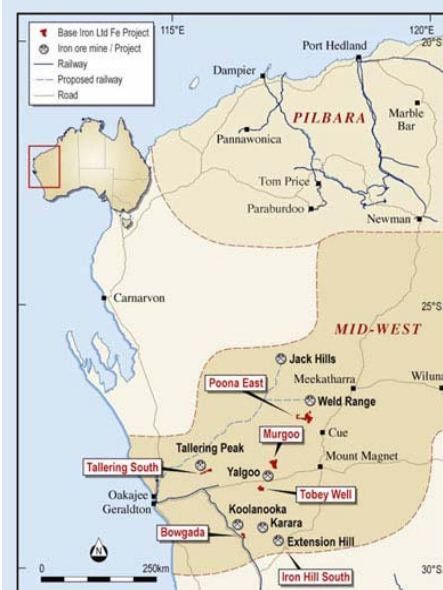 115°E
120°E
20°S
Base Iron Ltd Fe Project
Iron ore mine / Project
Railway
Proposed railway
Road
Port Hedland
Dampier
PILBARA
Marble
Bar
Pannawonica
Tom Price
Paraburdoo
Newman
Carnarvon
25°S
MID-WEST
Jack Hills
Meekatharra
Wiluna
Poona East
Weld Range
Cue
Murgoo
Tallering Peak
Mount Magnet
Tallering South
Yalgoo
Oakajee
Geraldton
Tobey Well
Koolanooka
Karara
Bowgada
Extension Hill
N
Iron Hill South
0
250km
30°S